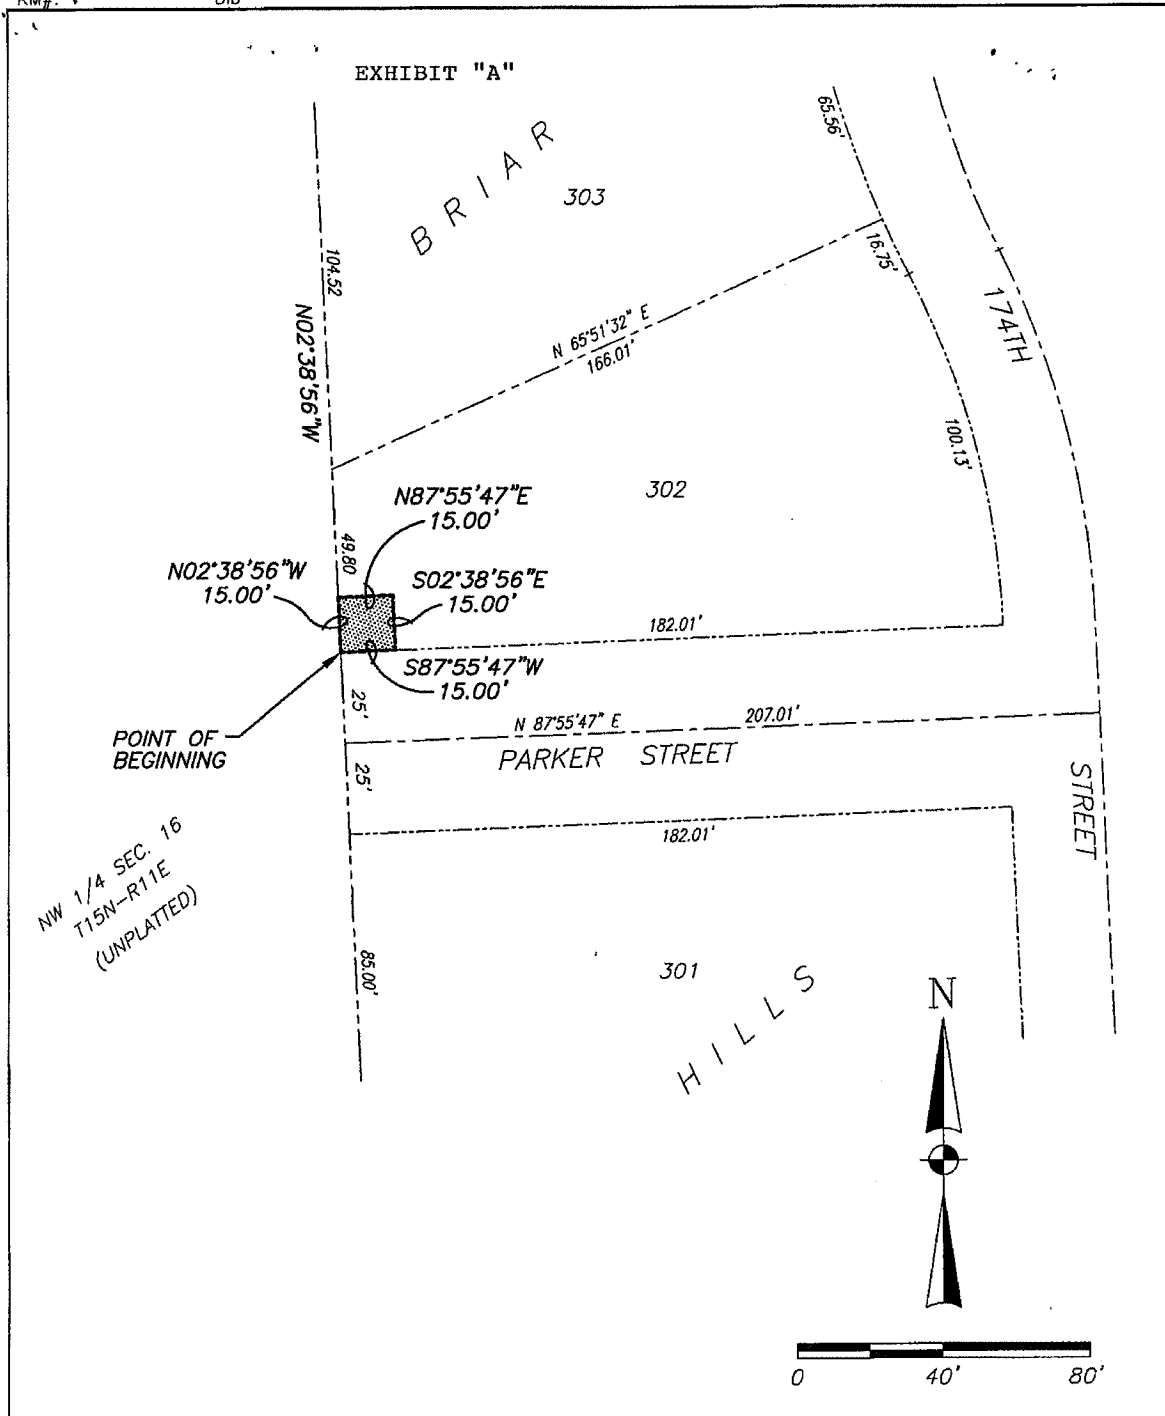 EXHIBIT "A"
BRIAR
303
65.56'
16.75'
174TH
104.52
N02°38'56"W
N 65°51'32" E
166.01'
100.13'
302
N87°55'47"E
15.00'
49.80
N02°38'56"W
15.00'
S02°38'56"E
15.00'
182.01'
S87°55'47"W
15.00'
25'
POINT OF
BEGINNING
N 87°55'47" E
207.01'
PARKER STREET
25'
STREET
182.01'
NW 1/4 SEC. 16
T15N-R11E
(UNPLATTED)
85.00'
301
HILLS
N
0 40' 80'